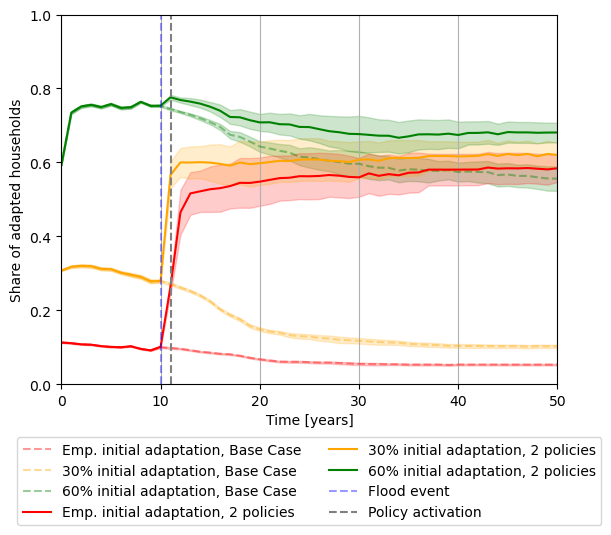 1.0
0.8
0.6
0.4
0.2
0.0
Share of adapted households
0 10 20 30 40 50
Time [years]
Emp. initial adaptation, Base Case
30% initial adaptation, Base Case
60% initial adaptation, Base Case
Emp. initial adaptation, 2 policies
30% initial adaptation, 2 policies
60% initial adaptation, 2 policies
Flood event
Policy activation